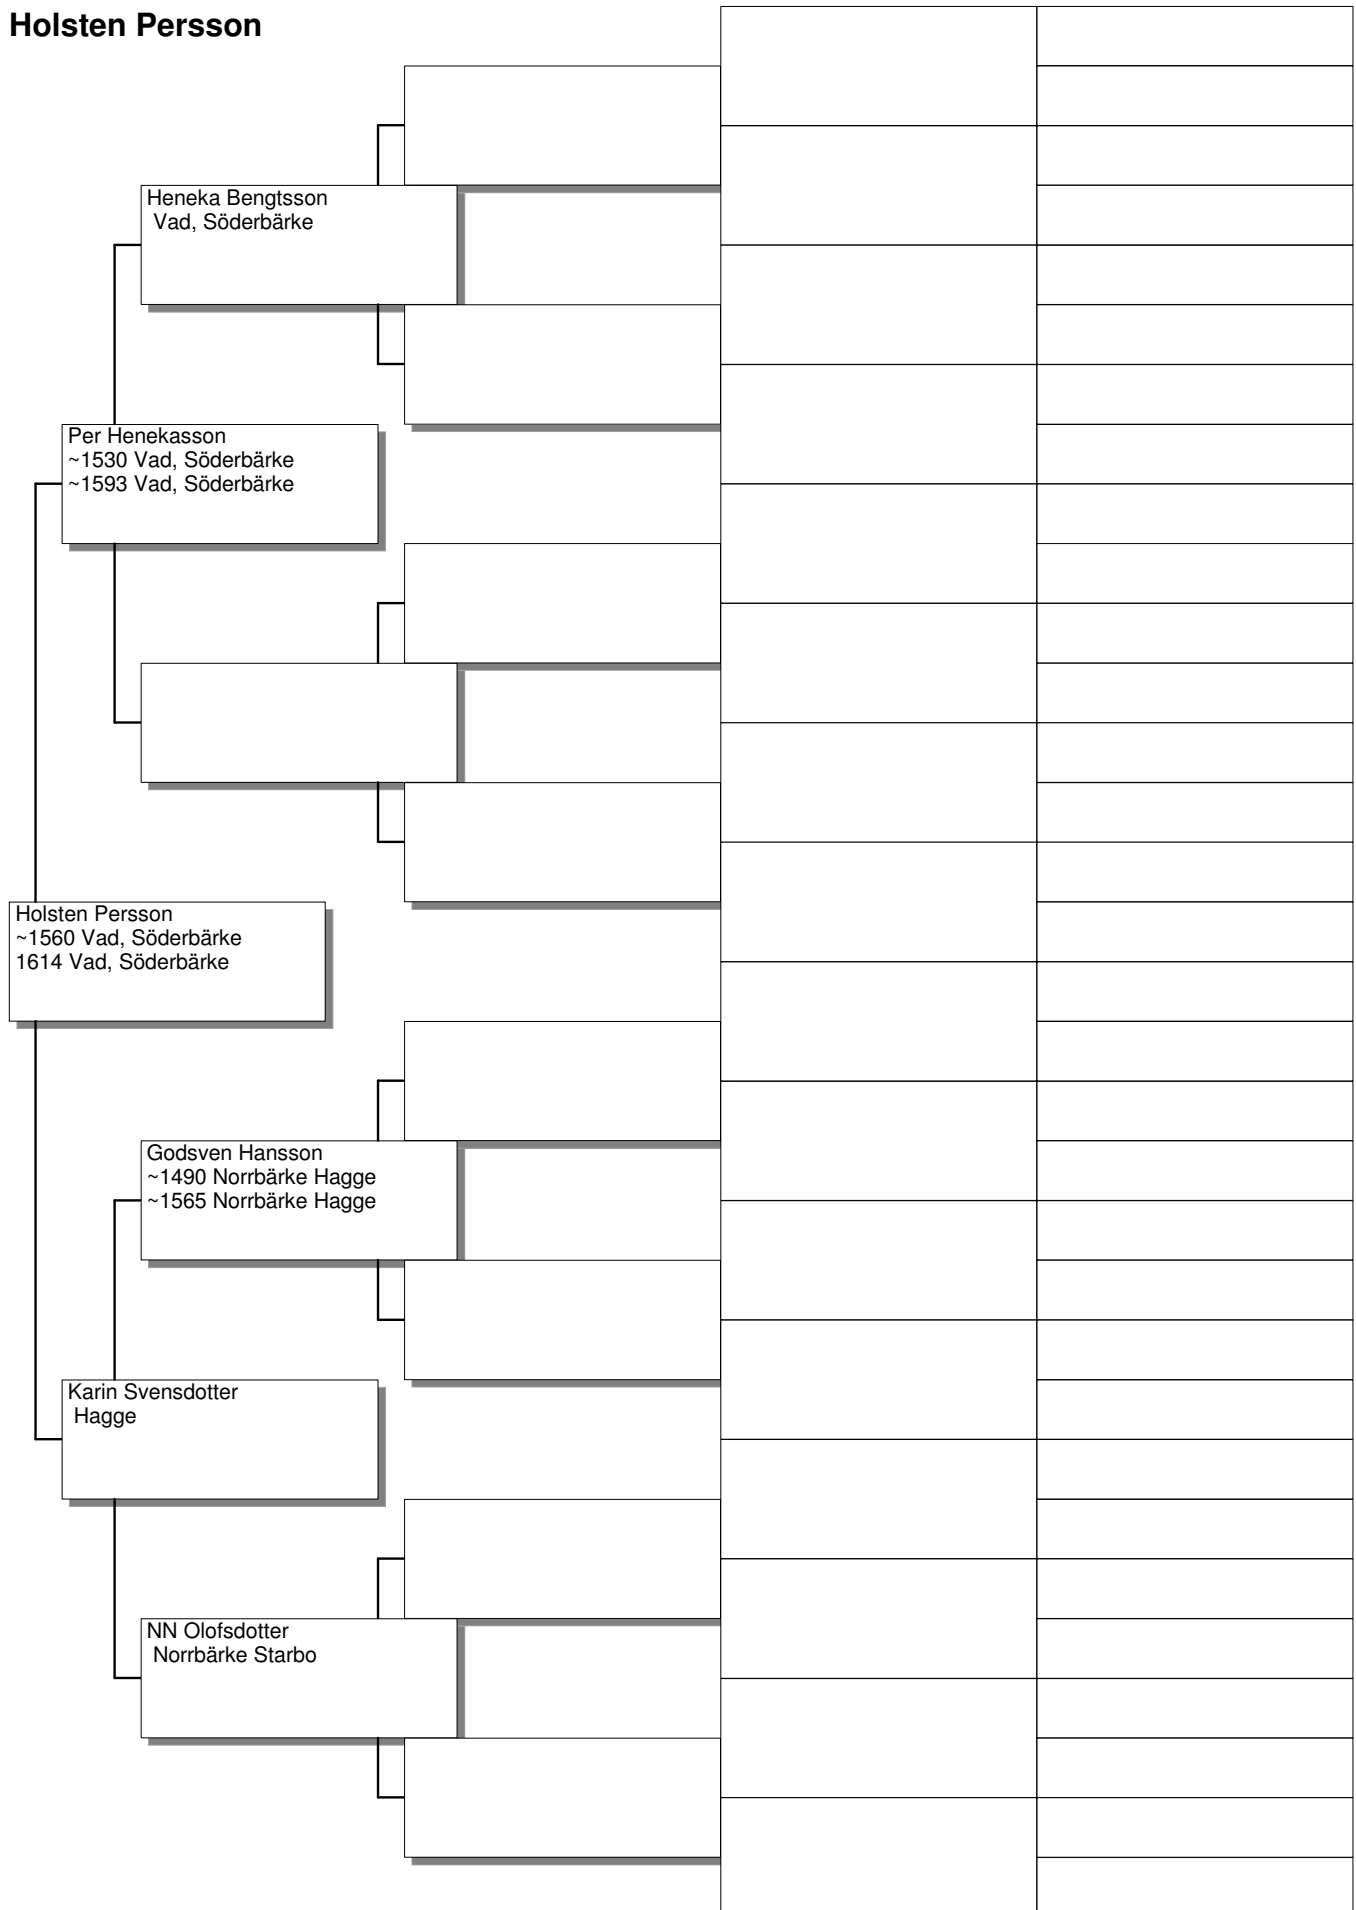 Holsten Persson
Heneka Bengtsson
Vad, Söderbärke
Per Henekasson
~1530 Vad, Söderbärke
~1593 Vad, Söderbärke
Holsten Persson
~1560 Vad, Söderbärke
1614 Vad, Söderbärke
Godsven Hansson
~1490 Norrbärke Hagge
~1565 Norrbärke Hagge
Karin Svensdotter
Hagge
NN Olofsdotter
Norrbärke Starbo